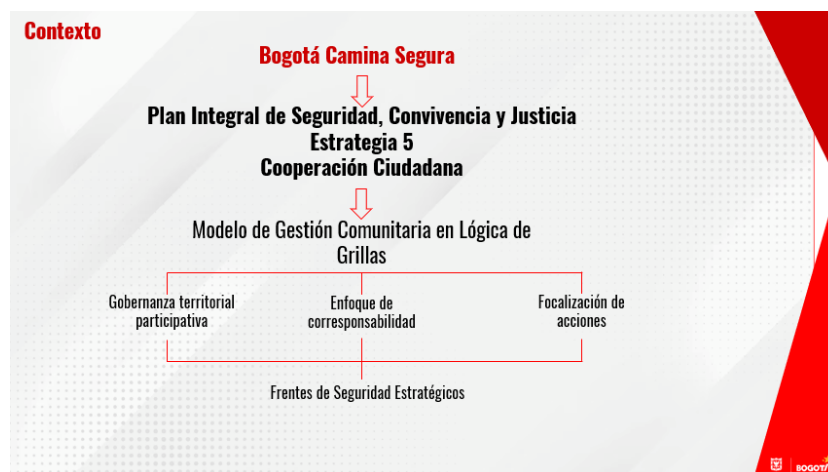 Contexto
Bogotá Camina Segura
Plan Integral de Seguridad, Convivencia y Justicia
Estrategia 5
Cooperación Ciudadana
Modelo de Gestión Comunitaria en Lógica de
Grillas
Gobernanza territorial
participativa
Enfoque de
corresponsabilidad
Focalización de
acciones
Frentes de Seguridad Estratégicos
BOGOTÁ